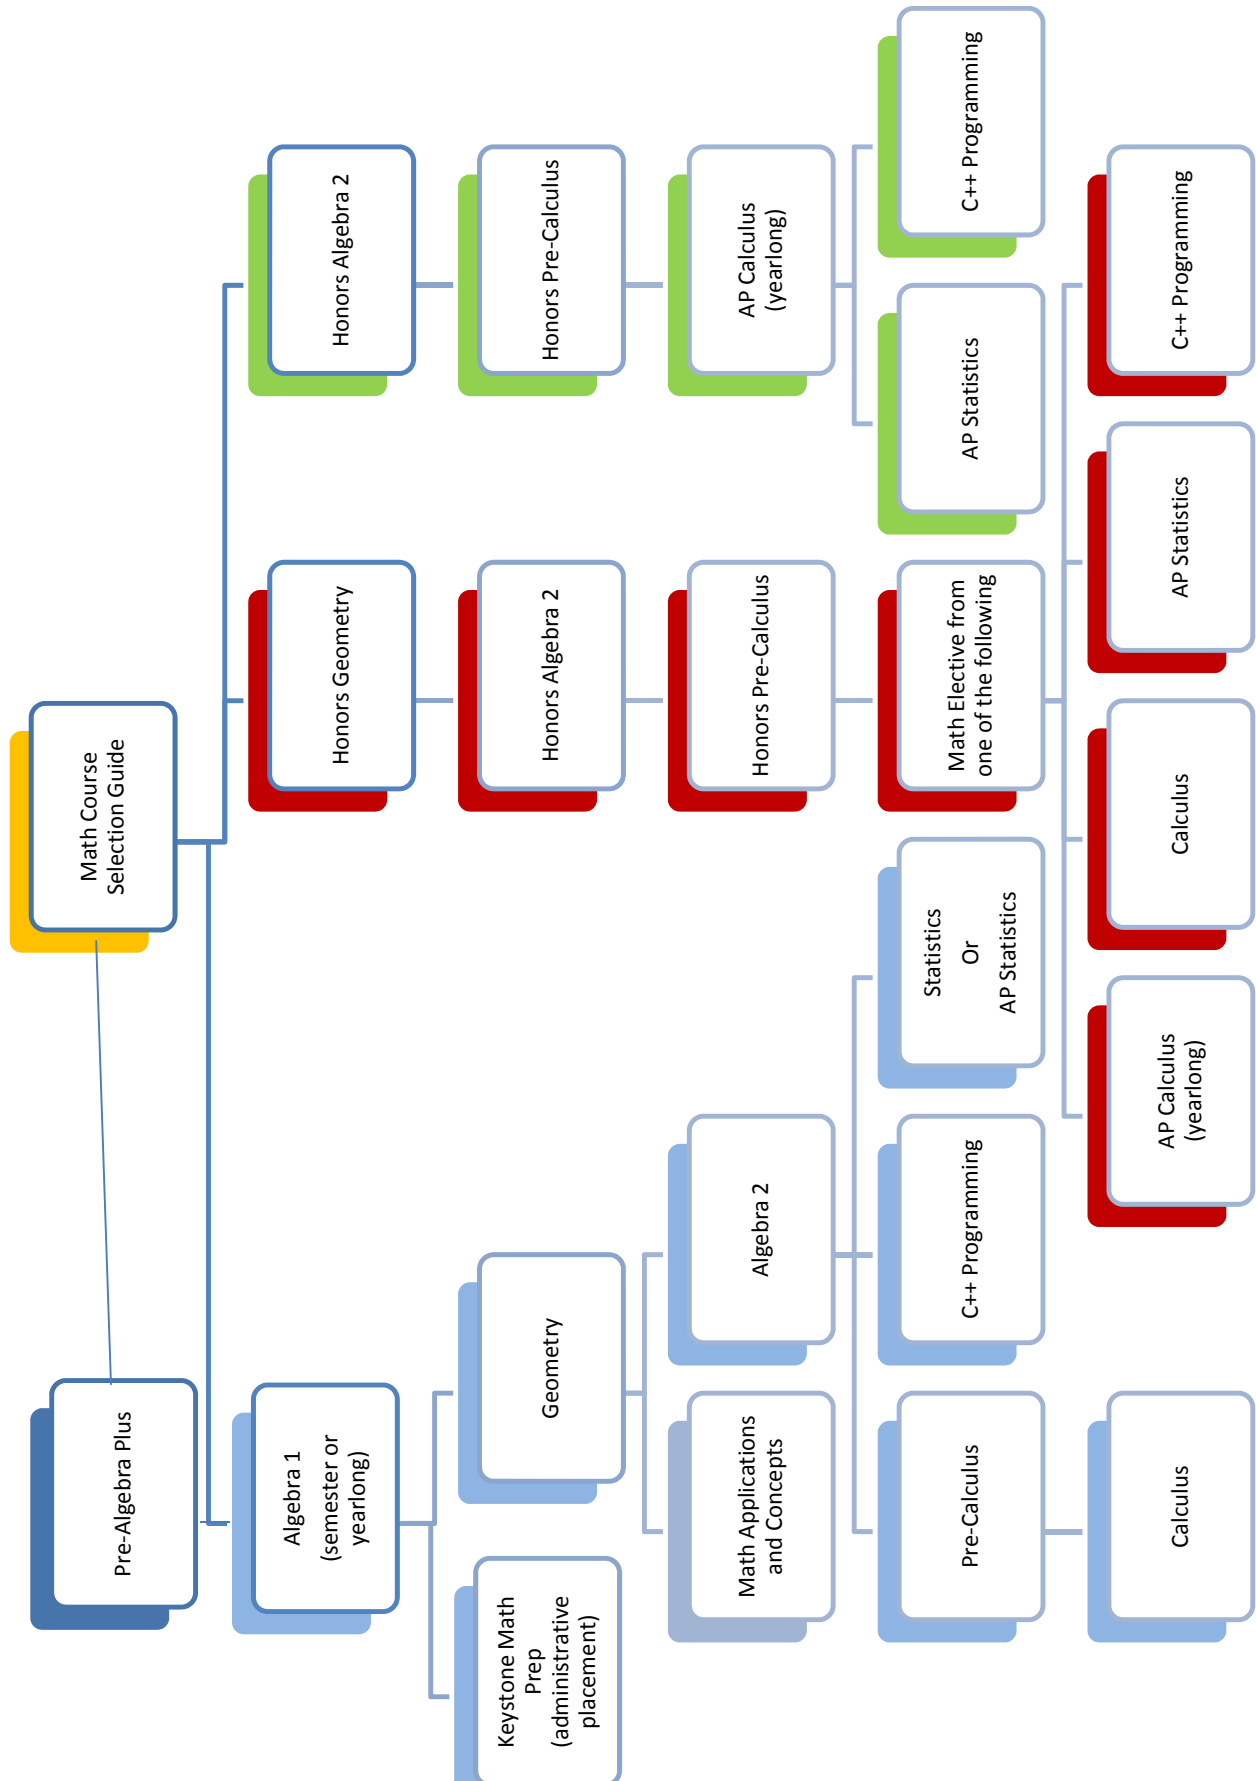 Math Course
Selection Guide
Pre-Algebra Plus
Algebra 1
(semester or
yearlong)
Honors Geometry
Honors Algebra 2
Keystone Math
Prep
(administrative
placement)
Geometry
Honors Algebra 2
Honors Pre-Calculus
Math Applications
and Concepts
Algebra 2
Honors Pre-Calculus
AP Calculus
(yearlong)
Pre-Calculus
C++ Programming
Statistics
Or
AP Statistics
Math Elective from
one of the following
AP Statistics
C++ Programming
Calculus
AP Calculus
(yearlong)
Calculus
AP Statistics
C++ Programming